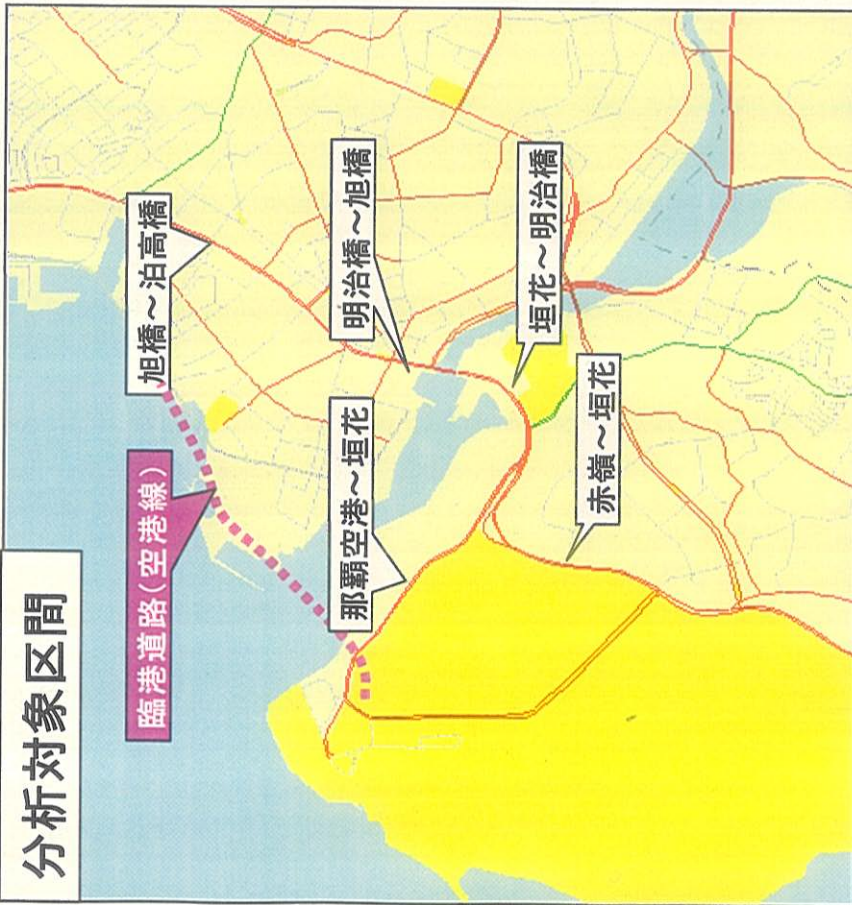 分析対象区間
臨港道路(空港線)
旭橋～泊高橋
那覇空港～垣花
明治橋～旭橋
赤嶺～垣花
垣花～明治橋